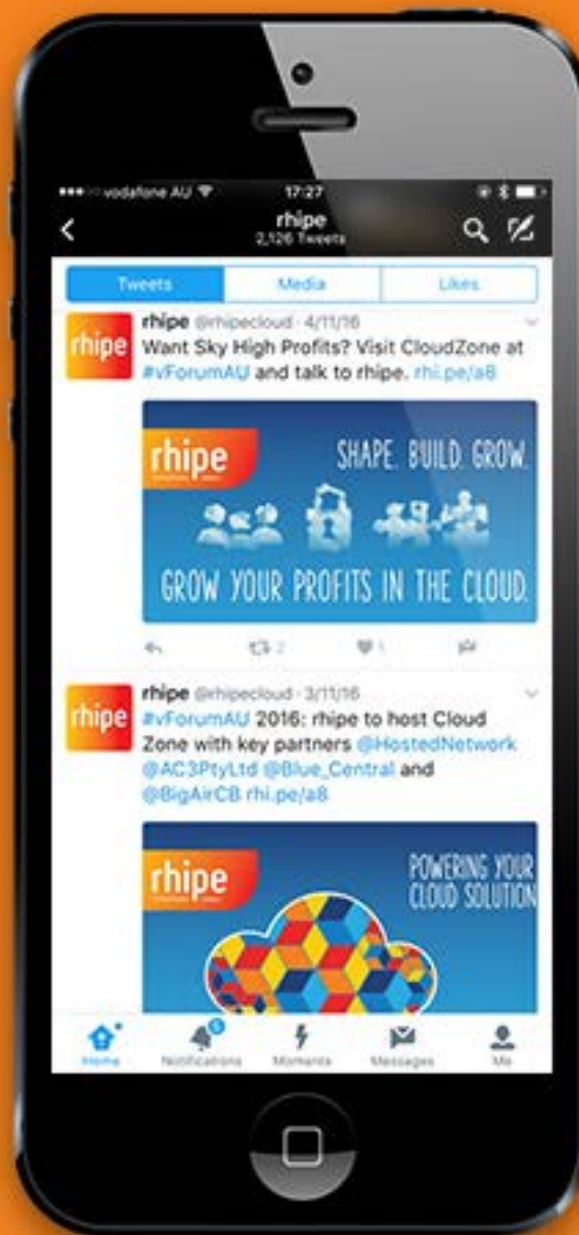 vodafone AU 17:27
rhipe
2,126 Tweets
Tweets Media Likes
rhipe
rhipe @rhipecloud · 4/11/16
Want Sky High Profits? Visit CloudZone at
#vForumAU and talk to rhipe. rhi.pe/a8
rhipe
SHAPE. BUILD. GROW.
GROW YOUR PROFITS IN THE CLOUD.
2 1
rhipe
rhipe @rhipecloud · 3/11/16
#vForumAU 2016: rhipe to host Cloud
Zone with key partners @HostedNetwork
@AC3PtyLtd @Blue_Central and
@BigAirCB rhi.pe/a8
rhipe
POWERING YOUR
CLOUD SOLUTION
Home Notifications Moments Messages Me